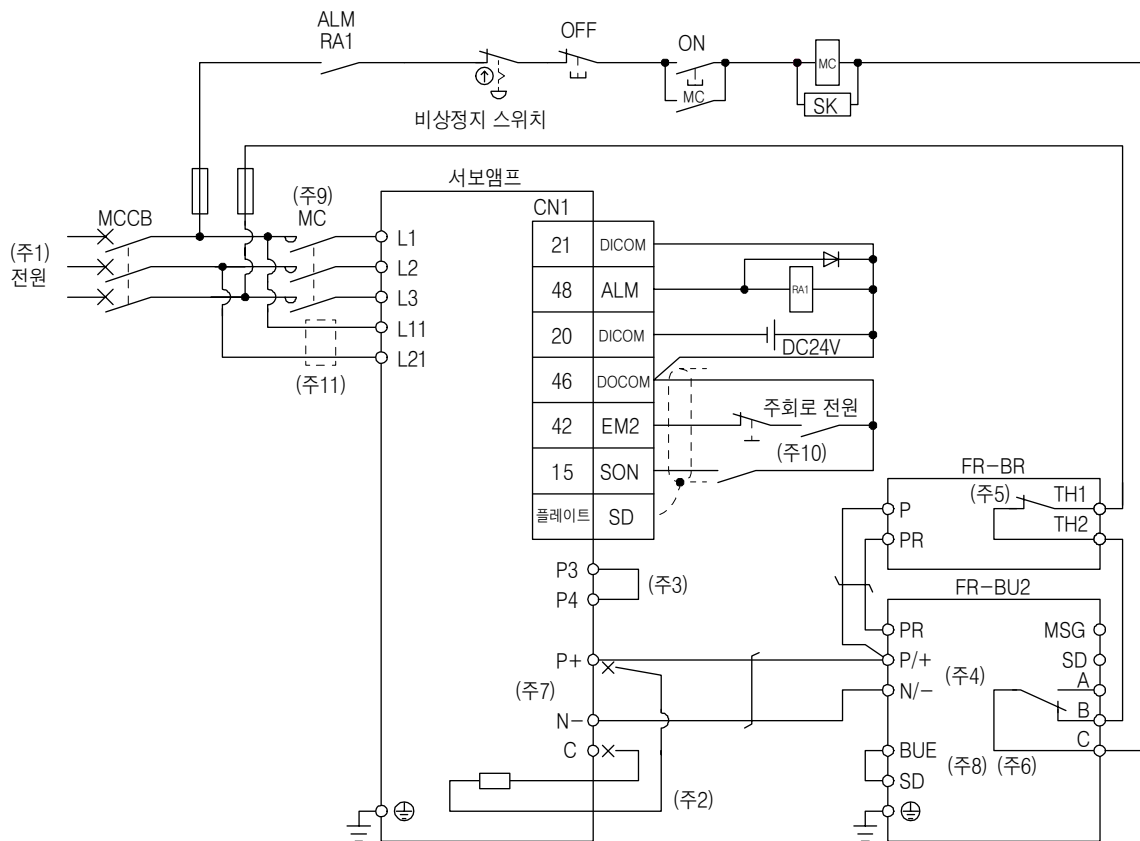 ALM
RA1
OFF
ON
MC
MC
SK
비상정지 스위치
서보앰프
(주9)
MC
MCCB
(주1)
전원
L1
L2
L3
L11
L21
(주11)
CN1
21 DICOM
48 ALM
20 DICOM
46 DOCOM
42 EM2
15 SON
플레이트 SD
RA1
DC24V
주회로 전원
(주10)
FR-BR
(주5)
TH1
P
TH2
PR
P3
(주3)
P4
FR-BU2
PR
MSG
P+
P/+
SD
(주4)
A
(주7)
N/-
B
N-
C
C
BUE
(주8) (주6)
SD
(주2)